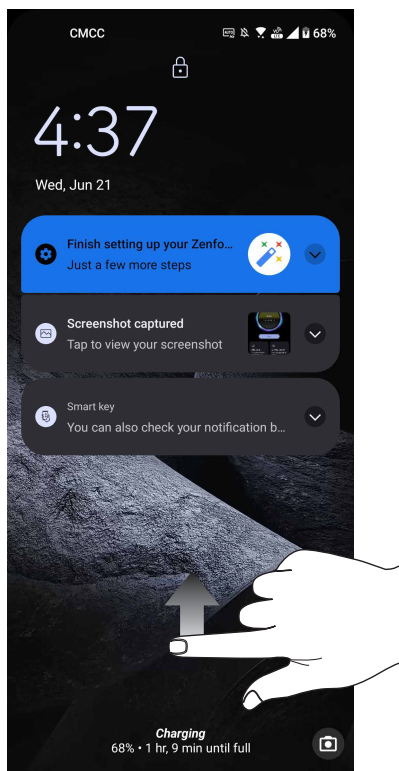 CMCC
68%
4:37
Wed, Jun 21
Finish setting up your Zenfo...
Just a few more steps
Screenshot captured
Tap to view your screenshot
Smart key
You can also check your notification b...
Charging
68% • 1 hr, 9 min until full